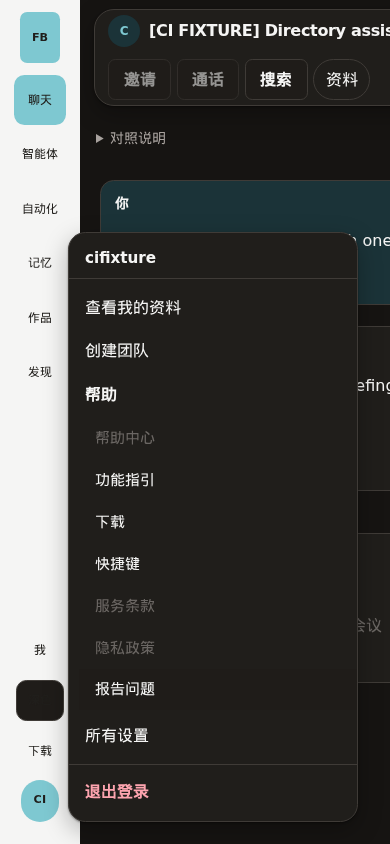 FB
聊天
智能体
自动化
记忆
作品
发现
我
下载
CI
C
[CI FIXTURE] Directory assis
邀请
通话
搜索
资料
▶ 对照说明
你
one
efing
会议
cifixture
查看我的资料
创建团队
帮助
帮助中心
功能指引
下载
快捷键
服务条款
隐私政策
报告问题
所有设置
退出登录